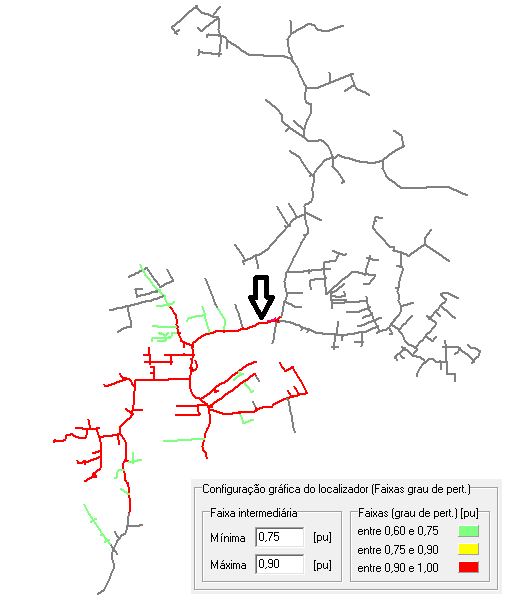 Configuração gráfica do localizador (Faixas grau de pert.)
Faixa intermediária
Mínima 0,75 [pu]
Máxima 0,90 [pu]
Faixas (grau de pert.) [pu]
entre 0,60 e 0,75
entre 0,75 e 0,90
entre 0,90 e 1,00